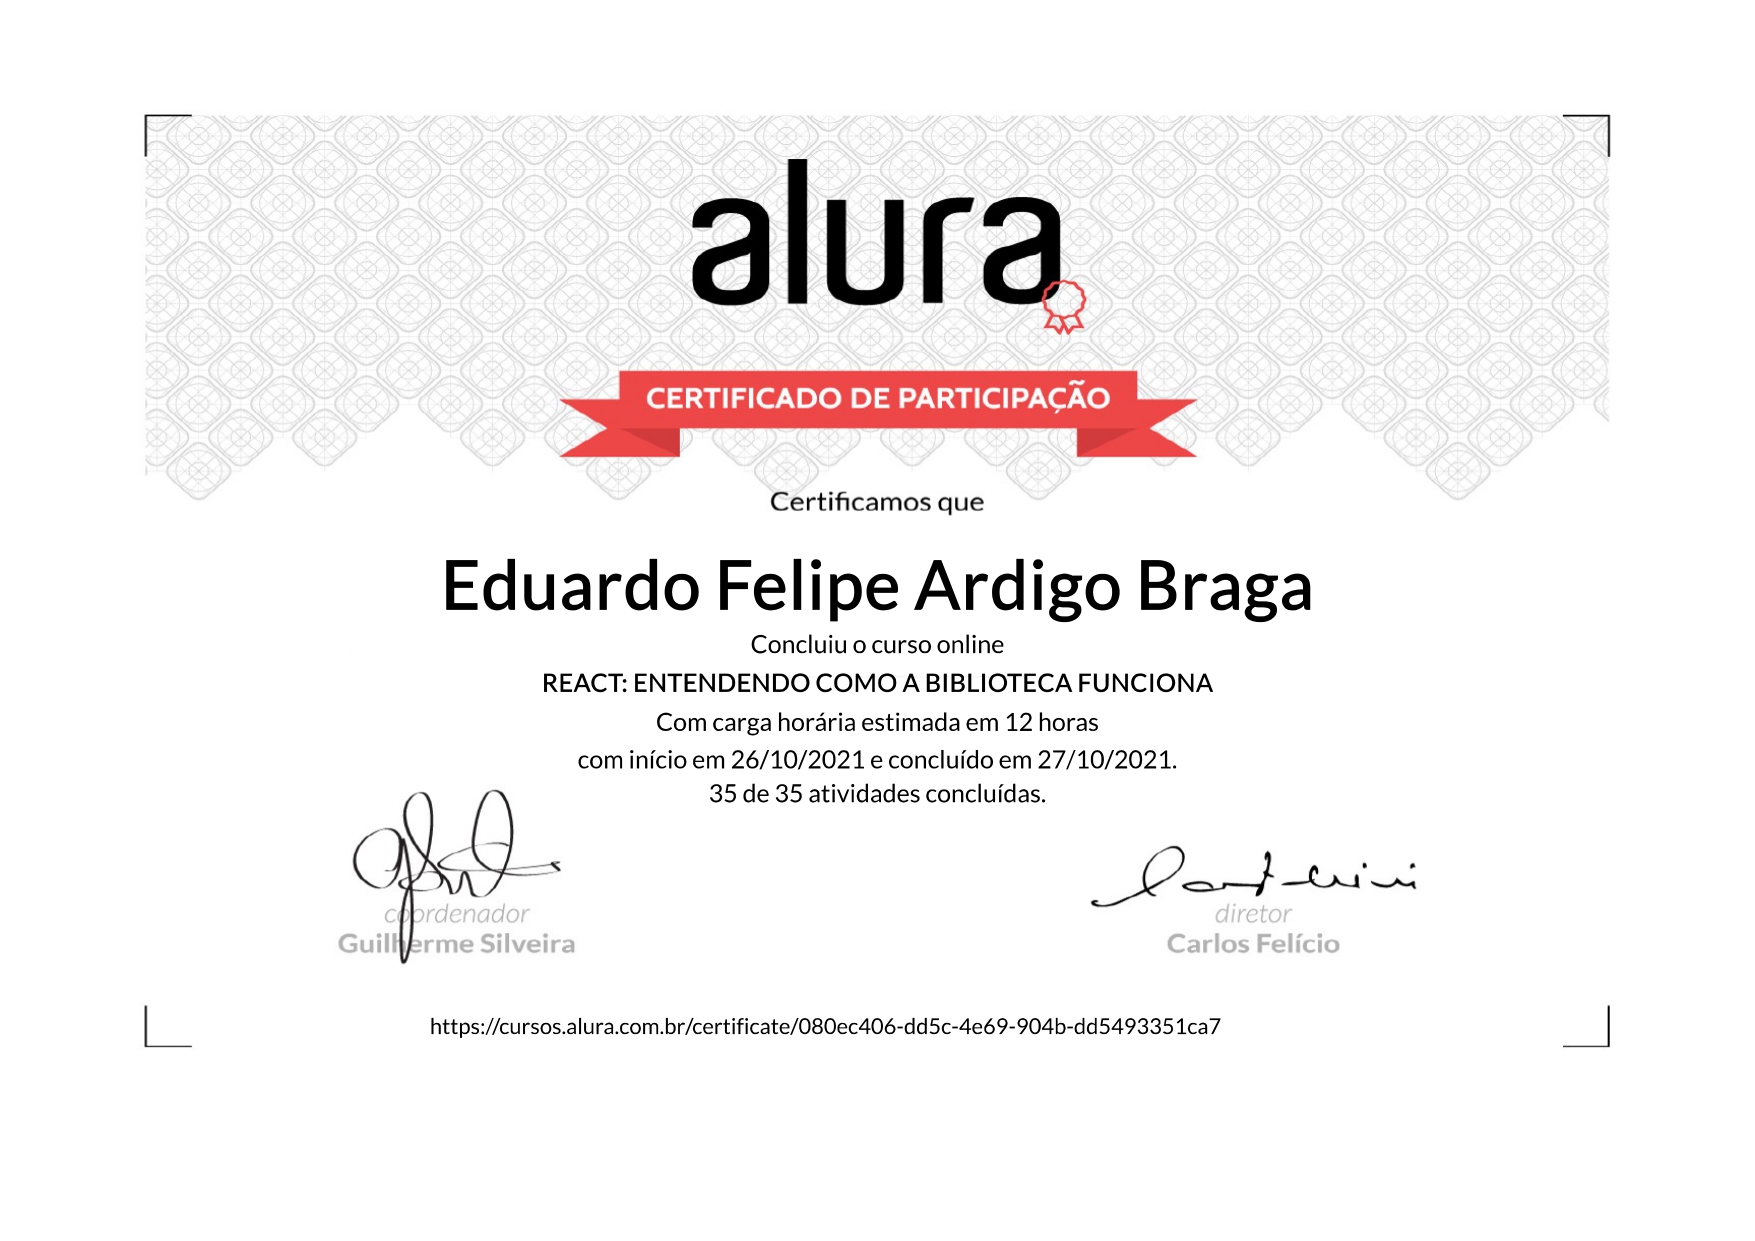 alura
CERTIFICADO DE PARTICIPAÇÃO
Certificamos que
Eduardo Felipe Ardigo Braga
Concluiu o curso online
REACT: ENTENDENDO COMO A BIBLIOTECA FUNCIONA
Com carga horária estimada em 12 horas
com início em 26/10/2021 e concluído em 27/10/2021.
35 de 35 atividades concluídas.
coordenador
Guilherme Silveira
diretor
Carlos Felício
https://cursos.alura.com.br/certificate/080ec406-dd5c-4e69-904b-dd5493351ca7